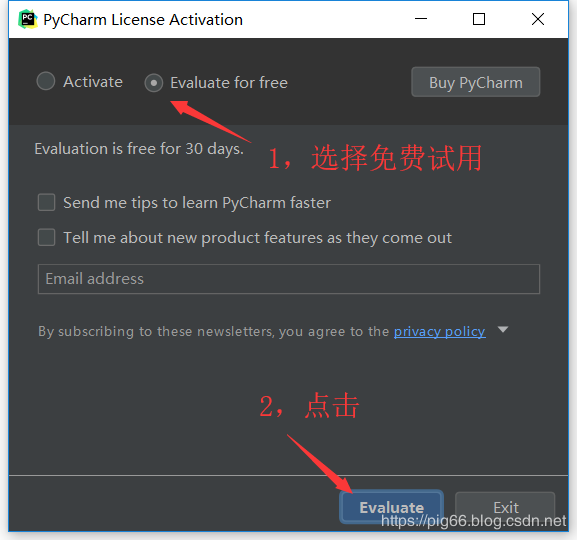 PyCharm License Activation
Activate
Evaluate for free
Buy PyCharm
1，选择免费试用
Evaluation is free for 30 days.
Send me tips to learn PyCharm faster
Tell me about new product features as they come out
Email address
By subscribing to these newsletters, you agree to the privacy policy
2，点击
Evaluate
Exit
https://pig66.blog.csdn.net